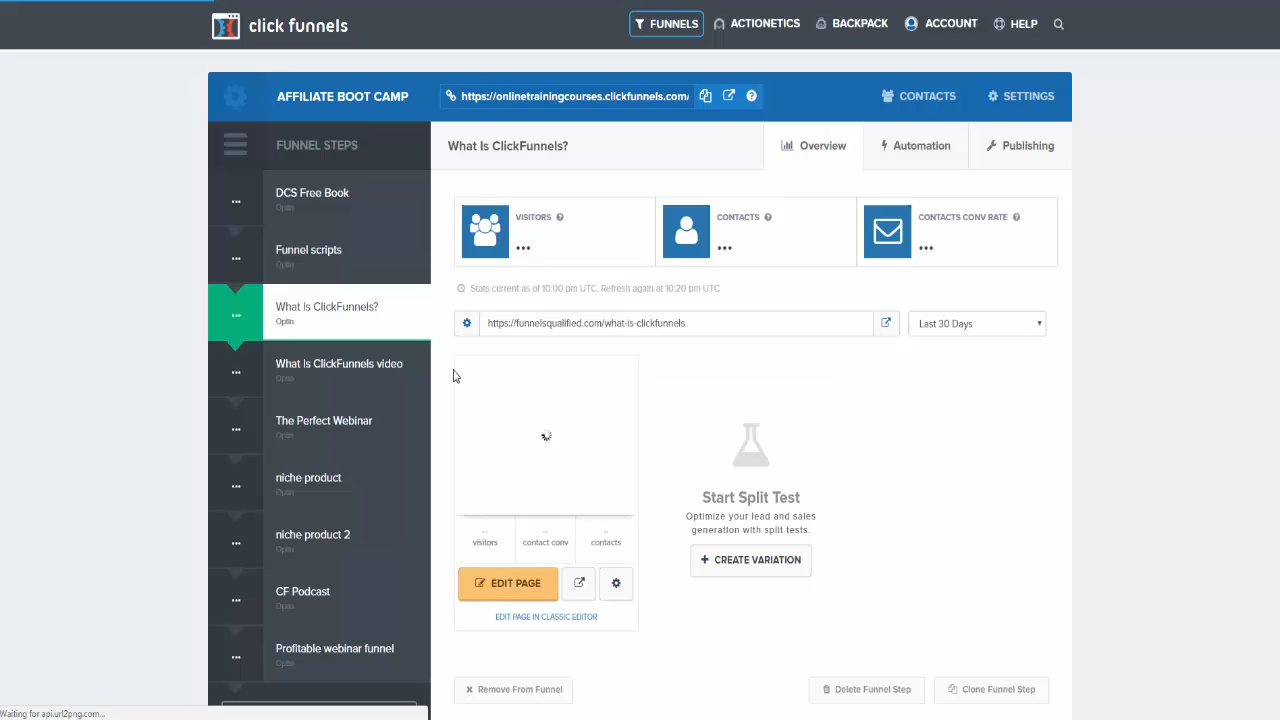 click funnels
FUNNELS
ACTIONETICS
BACKPACK
ACCOUNT
HELP
AFFILIATE BOOT CAMP
https://onlinetrainingcourses.clickfunnels.com/
CONTACTS
SETTINGS
FUNNEL STEPS
What Is ClickFunnels?
Overview
Automation
Publishing
DCS Free Book
Optin
Funnel scripts
Optin
What Is ClickFunnels?
Optin
What Is ClickFunnels video
Optin
The Perfect Webinar
Optin
niche product
Optin
niche product 2
Optin
CF Podcast
Optin
Profitable webinar funnel
Optin
VISITORS
...
CONTACTS
...
CONTACTS CONV RATE
...
Stats current as of 10:00 pm UTC. Refresh again at 10:20 pm UTC
https://funnelsqualified.com/what-is-clickfunnels
Last 30 Days
... ... ...
visitors contact conv contacts
EDIT PAGE
EDIT PAGE IN CLASSIC EDITOR
Start Split Test
Optimize your lead and sales
generation with split tests.
+ CREATE VARIATION
Remove From Funnel
Delete Funnel Step
Clone Funnel Step
Waiting for api.url2png.com...